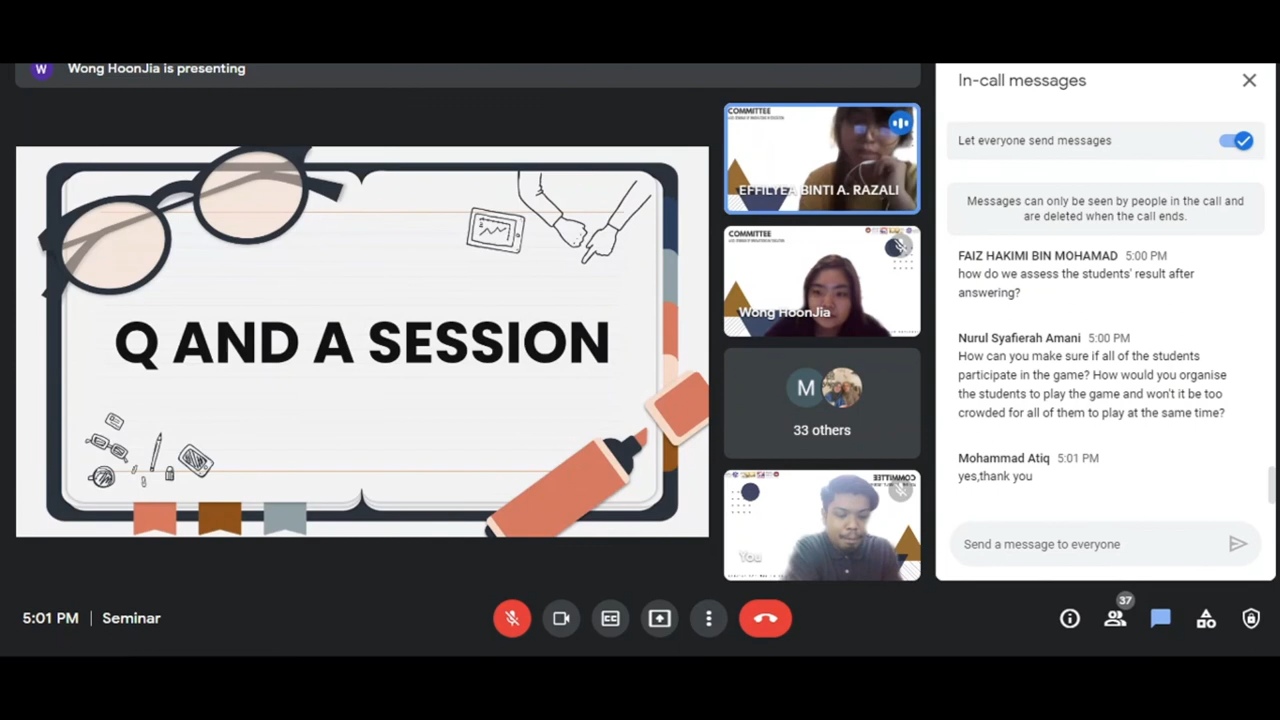 W
Wong HoonJia is presenting
Q AND A SESSION
COMMITTEE
EFFILYEA BINTI A. RAZALI
COMMITTEE
Wong HoonJia
M
33 others
COMMITTEE
You
In-call messages
Let everyone send messages
Messages can only be seen by people in the call and
are deleted when the call ends.
FAIZ HAKIMI BIN MOHAMAD 5:00 PM
how do we assess the students' result after
answering?
Nurul Syafierah Amani 5:00 PM
How can you make sure if all of the students
participate in the game? How would you organise
the students to play the game and won't it be too
crowded for all of them to play at the same time?
Mohammad Atiq 5:01 PM
yes,thank you
Send a message to everyone
5:01 PM | Seminar
CC
37